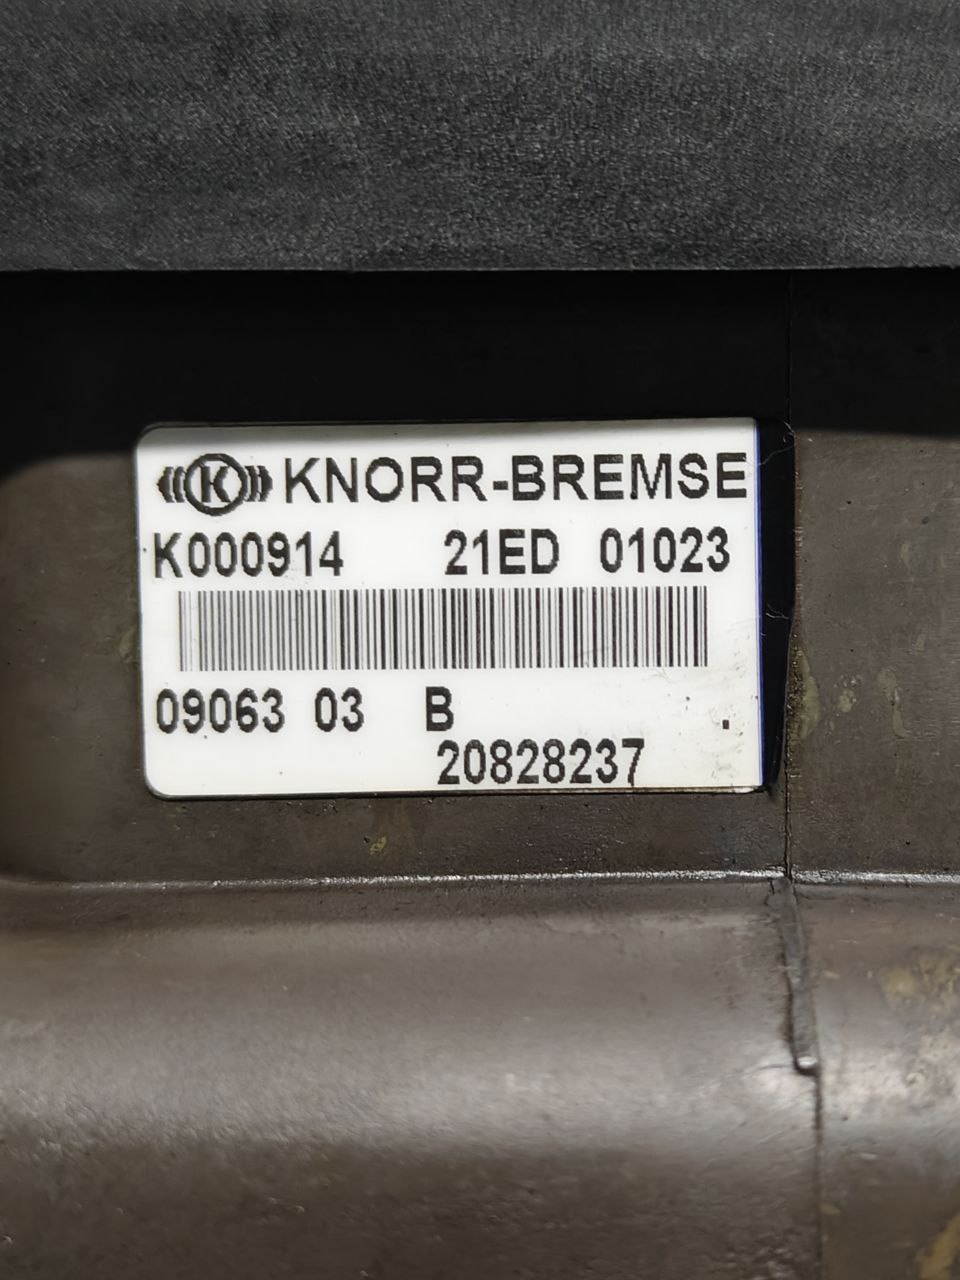 K KNORR-BREMSE
K000914 21ED 01023
09063 03 B
20828237